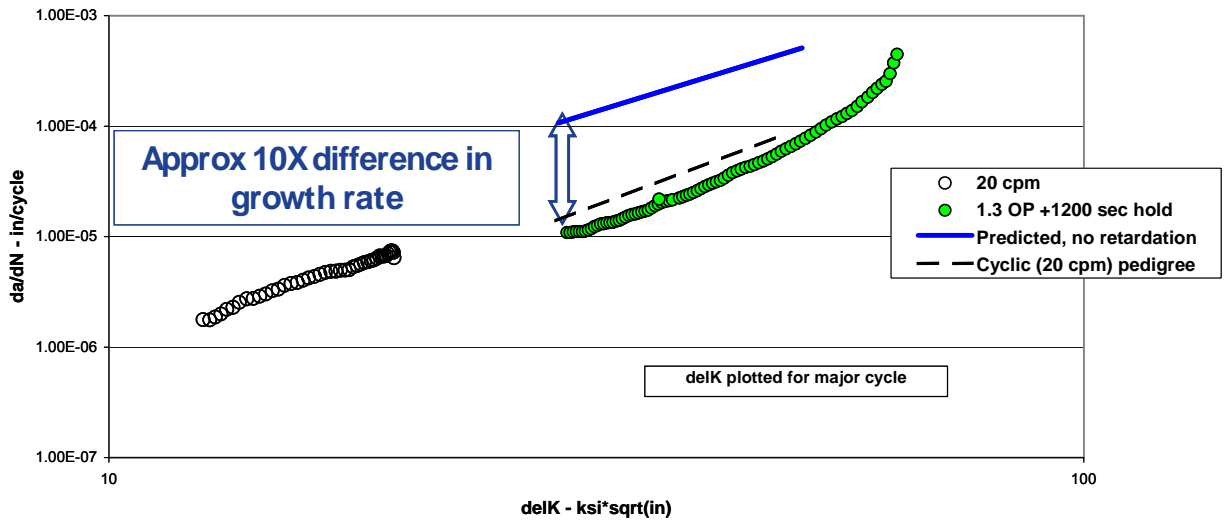 1.00E-03
1.00E-04
1.00E-05
1.00E-06
1.00E-07
da/dN - in/cycle
Approx 10X difference in
growth rate
20 cpm
1.3 OP +1200 sec hold
Predicted, no retardation
Cyclic (20 cpm) pedigree
delK plotted for major cycle
10
100
delK - ksi*sqrt(in)